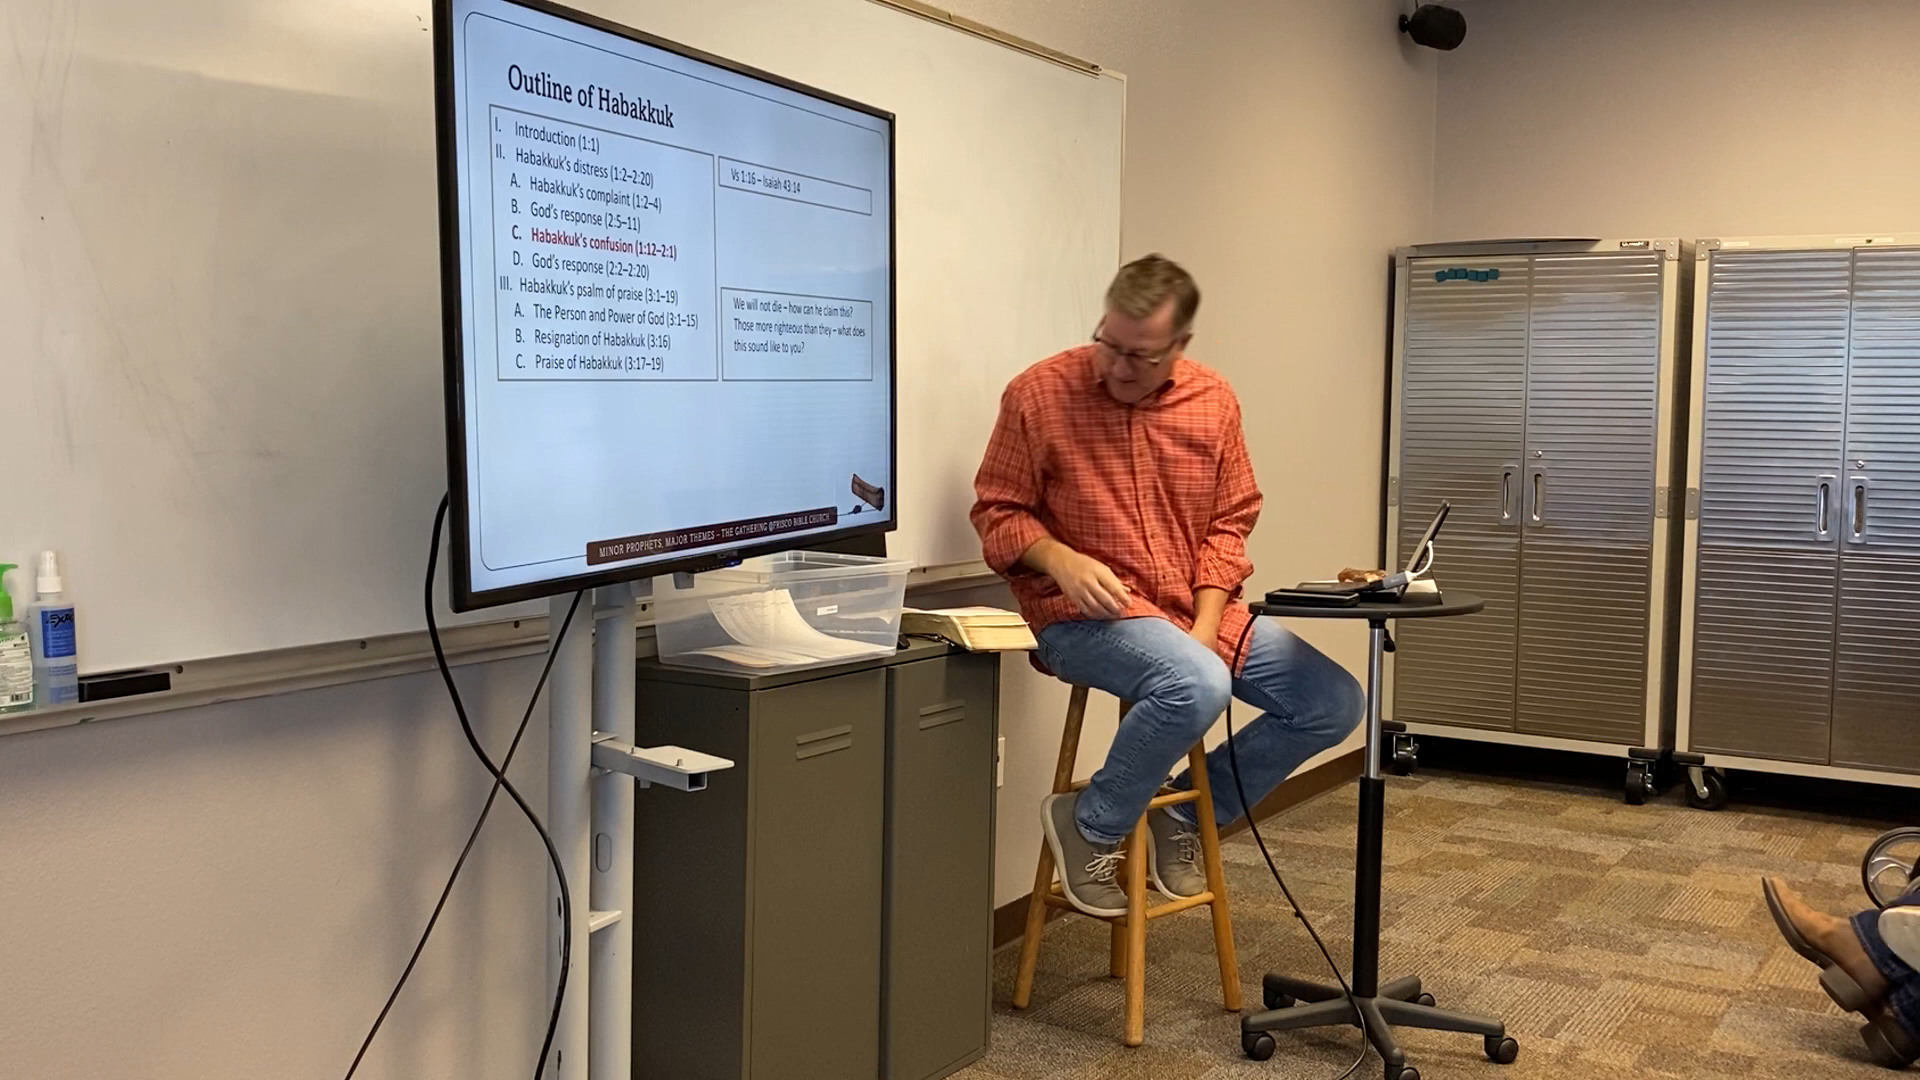 Outline of Habakkuk
I. Introduction (1:1)
II. Habakkuk's distress (1:2–2:20)
A. Habakkuk's complaint (1:2–4)
B. God's response (2:5–11)
C. Habakkuk's confusion (1:12–2:1)
D. God's response (2:2–2:20)
III. Habakkuk's psalm of praise (3:1–19)
A. The Person and Power of God (3:1–15)
B. Resignation of Habakkuk (3:16)
C. Praise of Habakkuk (3:17–19)
Vs 1:16 – Isaiah 43:14
We will not die – how can he claim this?
Those more righteous than they – what does
this sound like to you?
MINOR PROPHETS, MAJOR THEMES – THE GATHERING @FRISCO BIBLE CHURCH